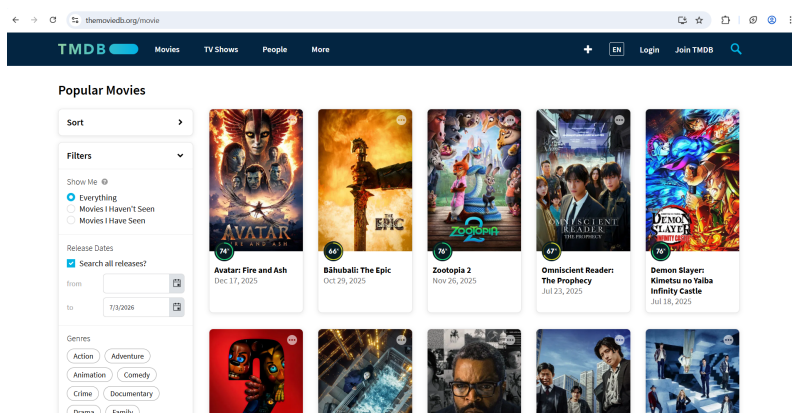 themoviedb.org/movie
TMDB
Movies
TV Shows
People
More
EN
Login
Join TMDB
Popular Movies
Sort
Filters
Show Me
Everything
Movies I Haven't Seen
Movies I Have Seen
Release Dates
Search all releases?
from
to
7/3/2026
Genres
Action
Adventure
Animation
Comedy
Crime
Documentary
Drama
Family
AVATAR
FIRE AND ASH
74%
Avatar: Fire and Ash
Dec 17, 2025
THE
EPIC
66%
Bāhubali: The Epic
Oct 29, 2025
ZOOTOPIA
2
76%
Zootopia 2
Nov 26, 2025
OMNISCIENT
READER
THE PROPHECY
67%
Omniscient Reader:
The Prophecy
Jul 23, 2025
DEMON
SLAYER
INFINITY CASTLE
76%
Demon Slayer:
Kimetsu no Yaiba
Infinity Castle
Jul 18, 2025